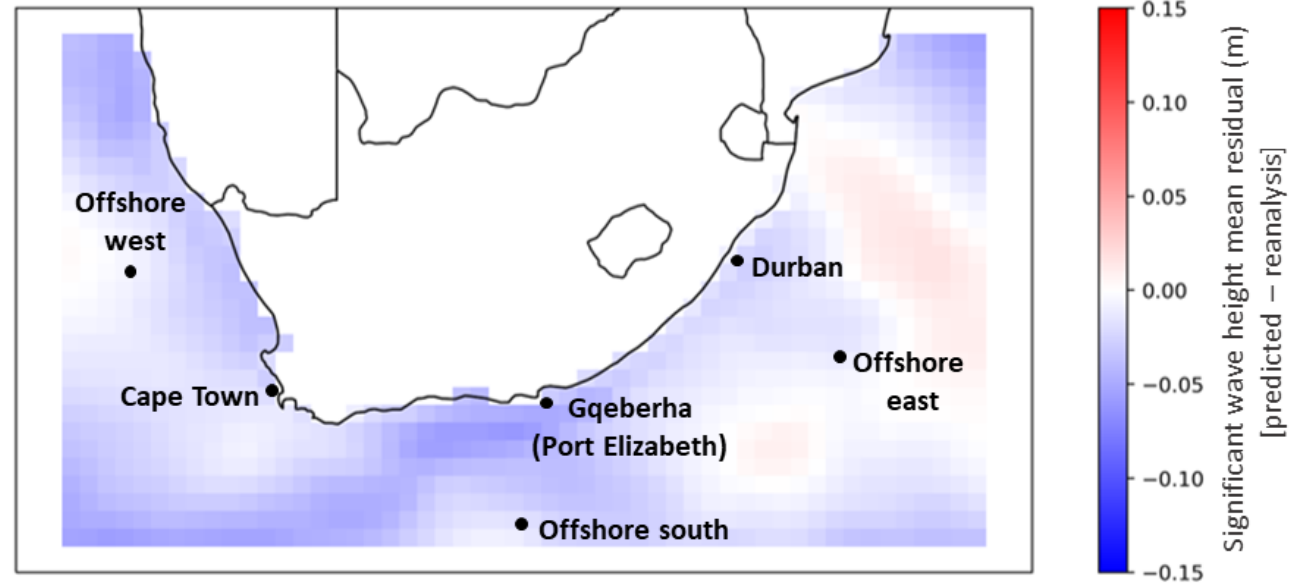 Offshore
west
Cape Town
Durban
Offshore
east
Gqeberha
(Port Elizabeth)
Offshore south
0.15
0.10
0.05
0.00
−0.05
−0.10
−0.15
Significant wave height mean residual (m)
[predicted − reanalysis]